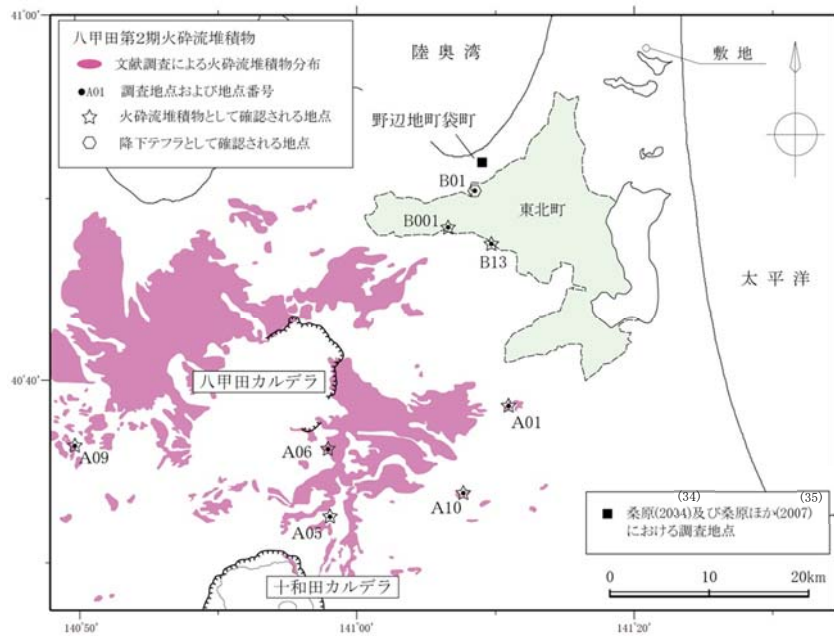 41°00′
八甲田第2期火砕流堆積物
文献調査による火砕流堆積物分布
A01 調査地点および地点番号
火砕流堆積物として確認される地点
降下テフラとして確認される地点
陸奥湾
敷地
野辺地町袋町
B01
東北町
B001
B13
太平洋
40°40′
八甲田カルデラ
A01
A09
A06
A10
A05
十和田カルデラ
(34) (35)
桑原(2034)及び桑原ほか(2007)
における調査地点
0 10 20km
140°50′ 141°00′ 141°20′